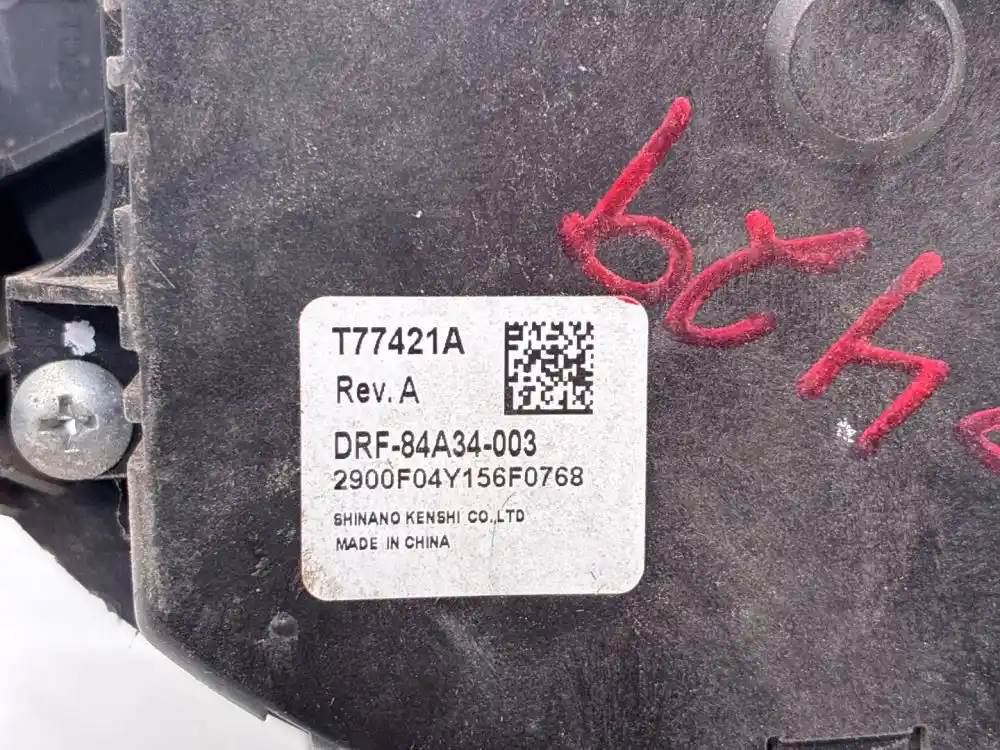 T77421A
Rev. A
DRF-84A34-003
2900F04Y156F0768
SHINANO KENSHI CO.,LTD
MADE IN CHINA